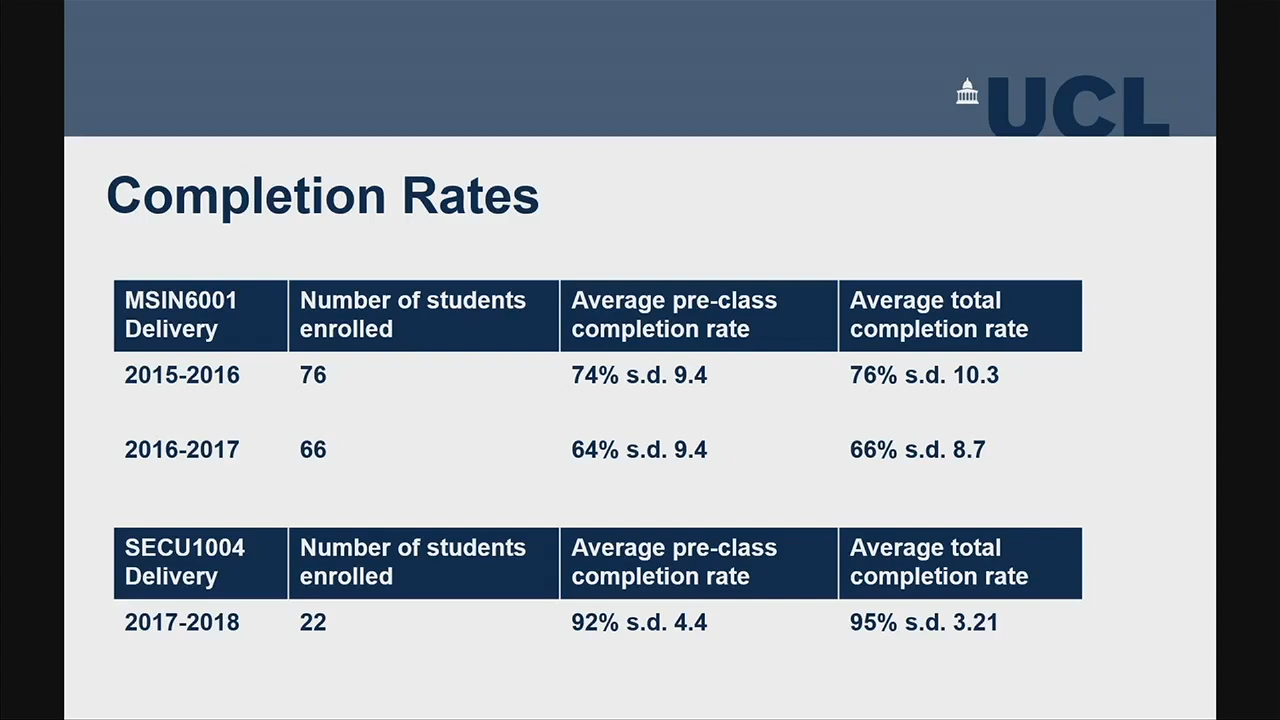 UCL
Completion Rates
MSIN6001 Delivery | Number of students enrolled | Average pre-class completion rate | Average total completion rate
2015-2016 | 76 | 74% s.d. 9.4 | 76% s.d. 10.3
2016-2017 | 66 | 64% s.d. 9.4 | 66% s.d. 8.7
SECU1004 Delivery | Number of students enrolled | Average pre-class completion rate | Average total completion rate
2017-2018 | 22 | 92% s.d. 4.4 | 95% s.d. 3.21